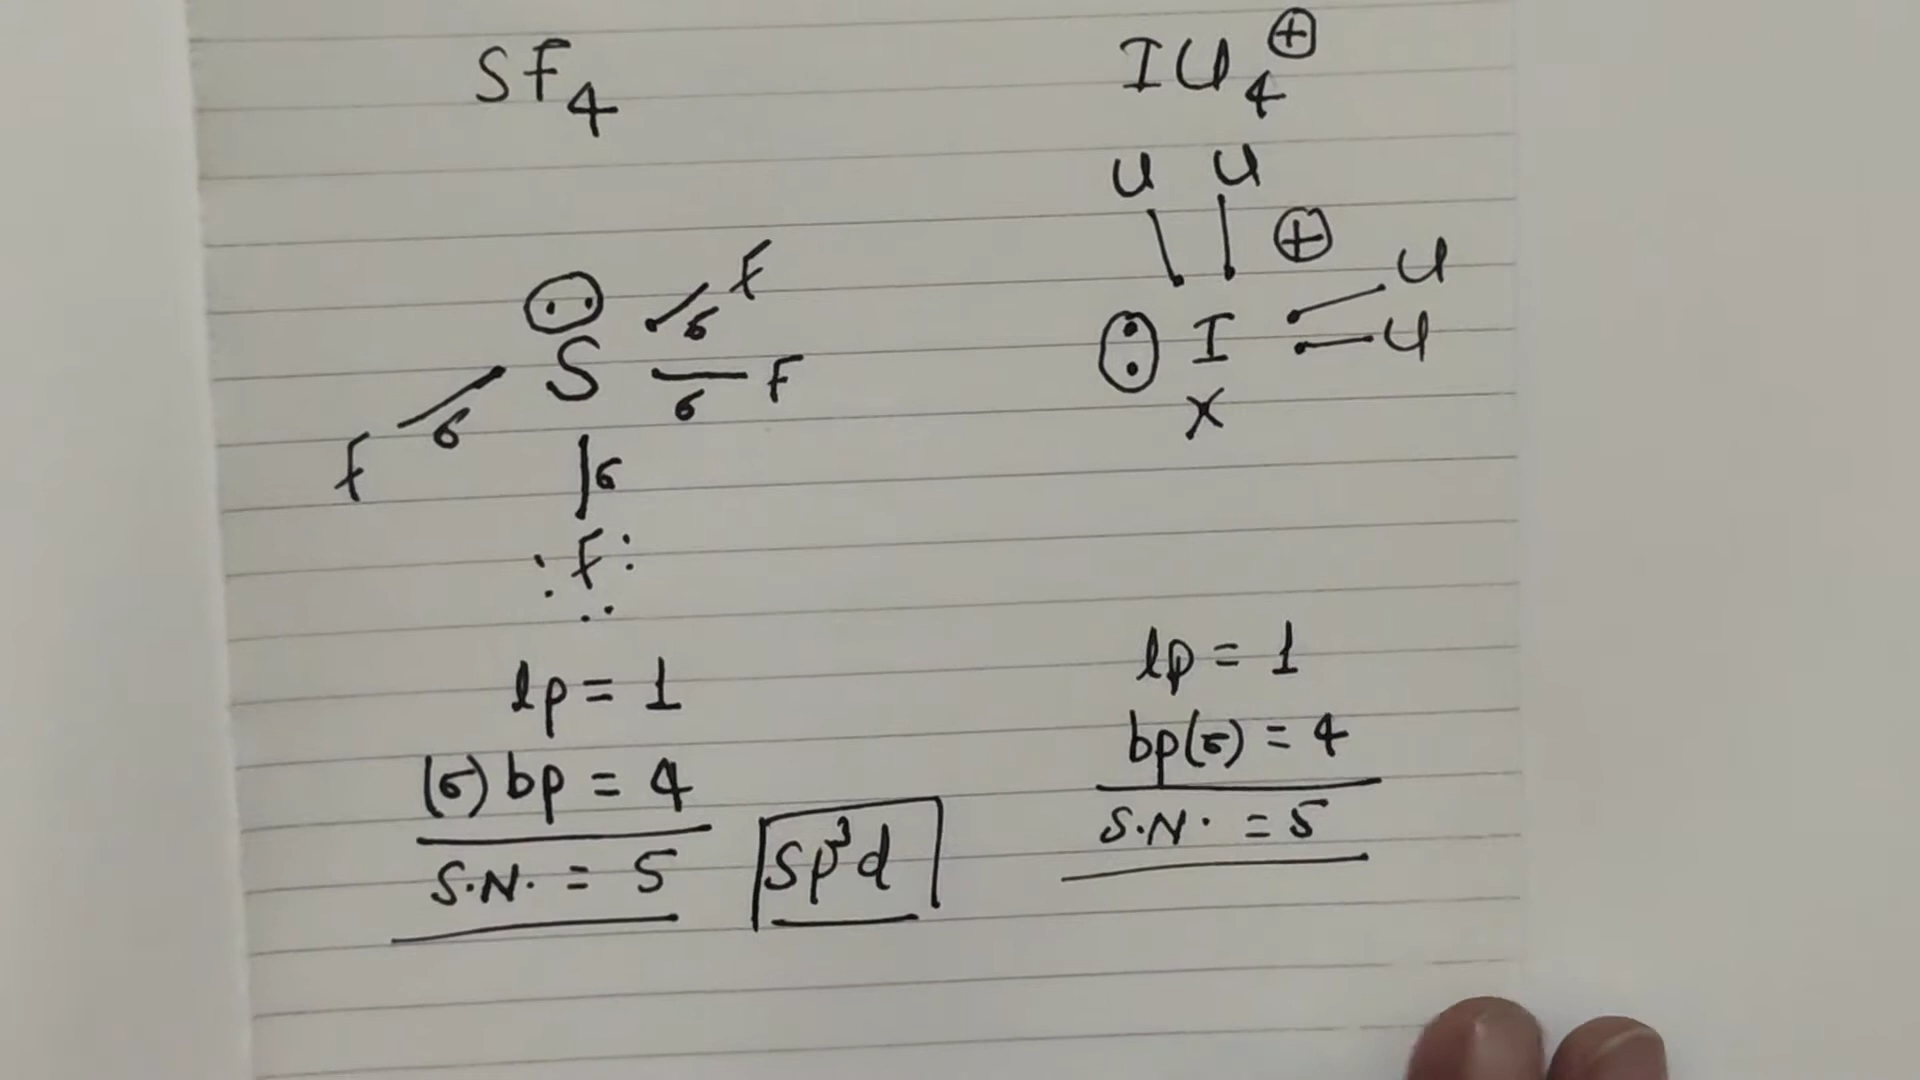 SF₄
ICl₄⊕
Cl Cl
⊕
F
Cl
S
σ
I
Cl
F
σ
σ
x
F
σ
:F:
..
lp = 1
(σ) bp = 4
S.N. = 5
sp³d
lp = 1
bp(σ) = 4
S.N. = 5